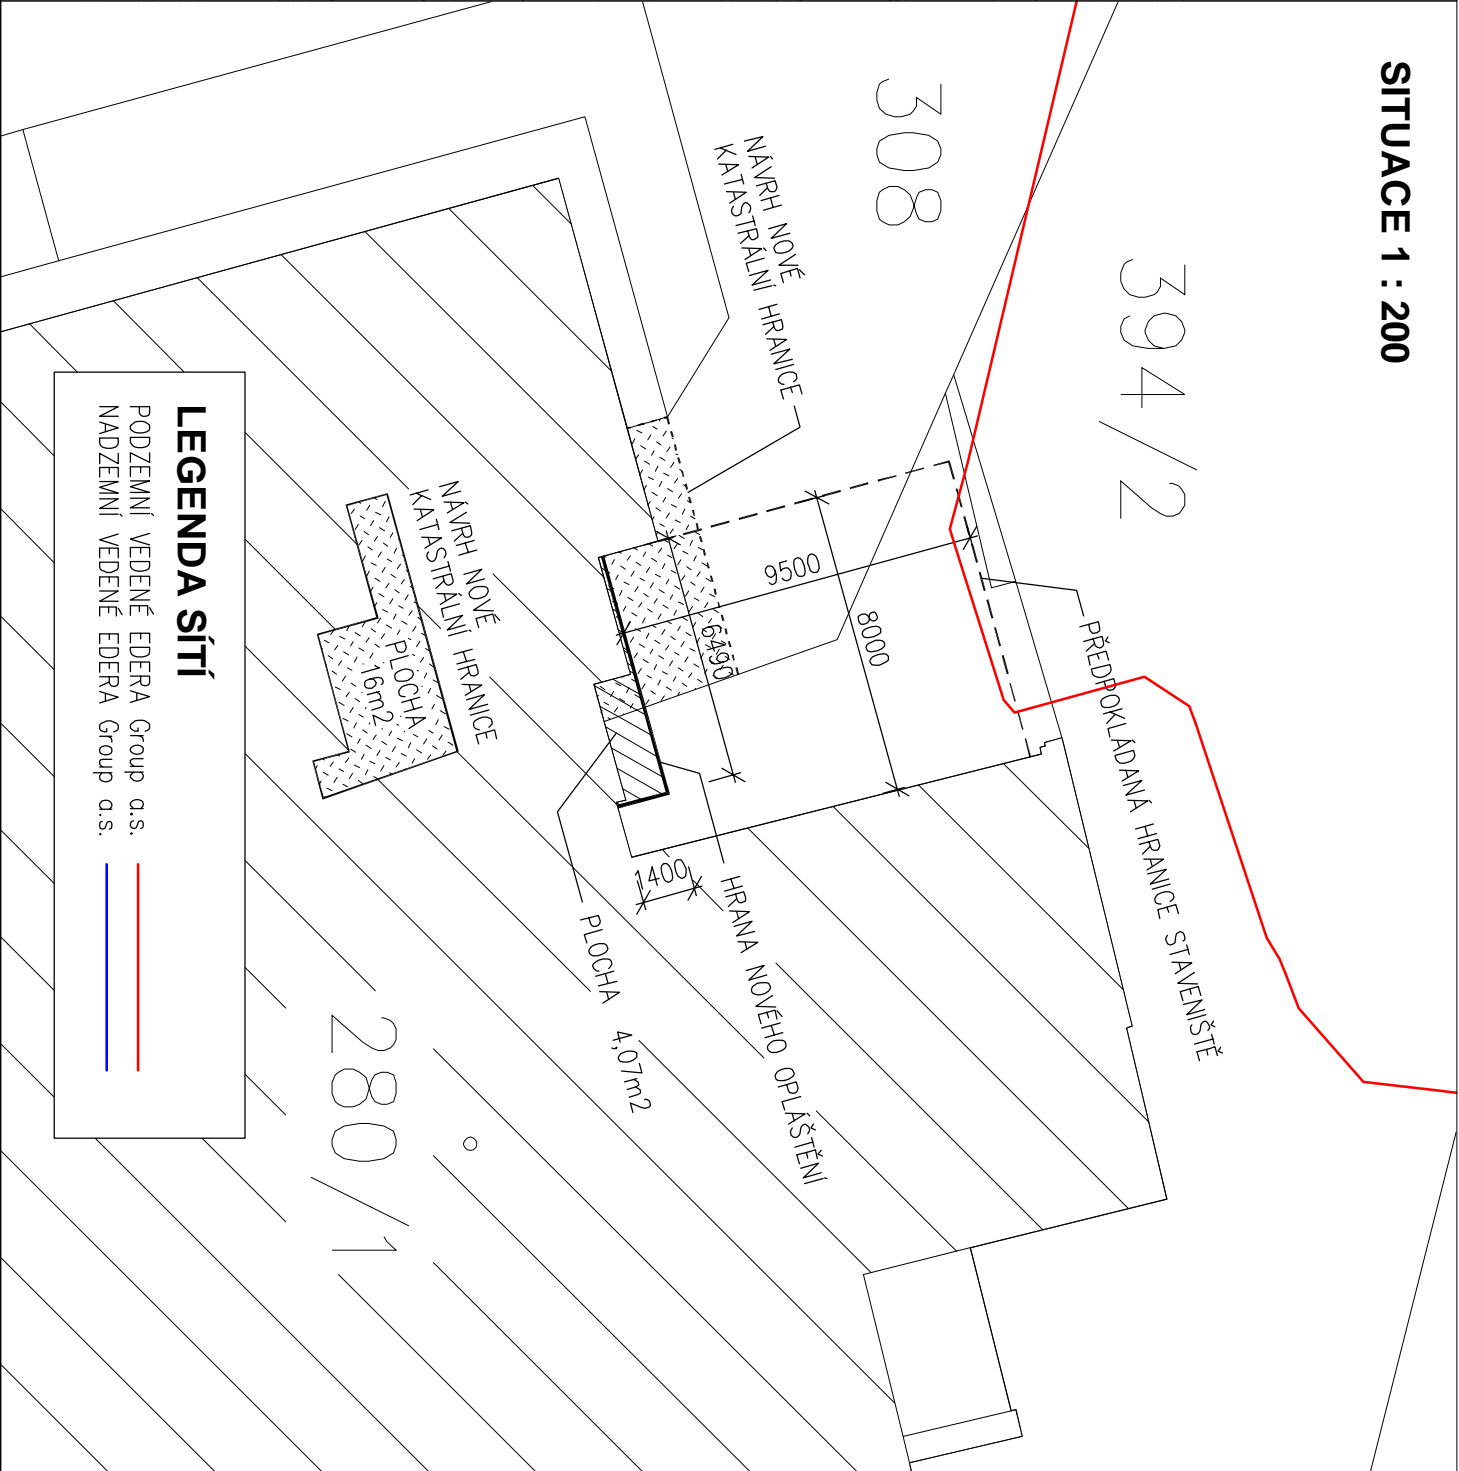 SITUACE 1 : 200
394/2
308
NÁVRH NOVÉ
KATASTRÁLNÍ HRANICE
9500
8000
6490
PŘEDPOKLÁDANÁ HRANICE STAVENIŠTĚ
1400
HRANA NOVÉHO OPLÁŠTĚNÍ
PLOCHA 4,07m2
NÁVRH NOVÉ
KATASTRÁLNÍ HRANICE
PLOCHA
16m2
280/1
LEGENDA SÍTÍ
PODZEMNÍ VEDENÉ EDERA Group a.s.
NADZEMNÍ VEDENÉ EDERA Group a.s.